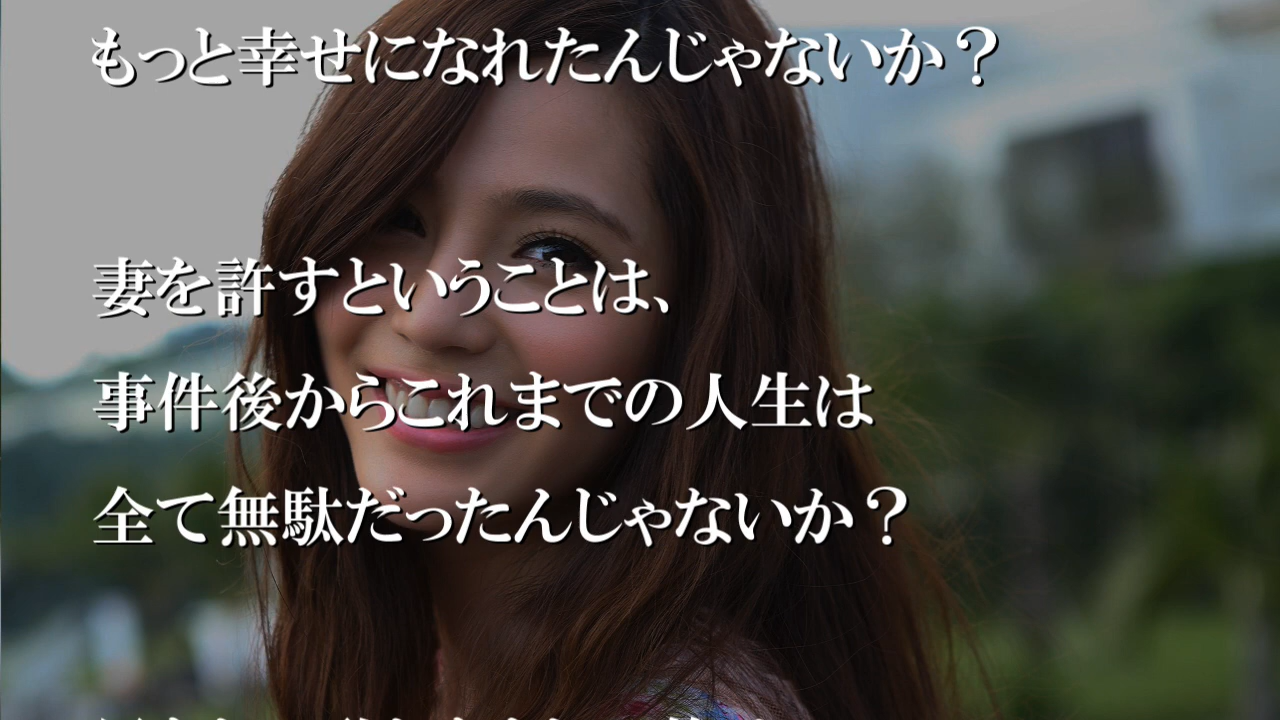 もっと幸せになれたんじゃないか？
妻を許すということは、
事件後からこれまでの人生は
全て無駄だったんじゃないか？